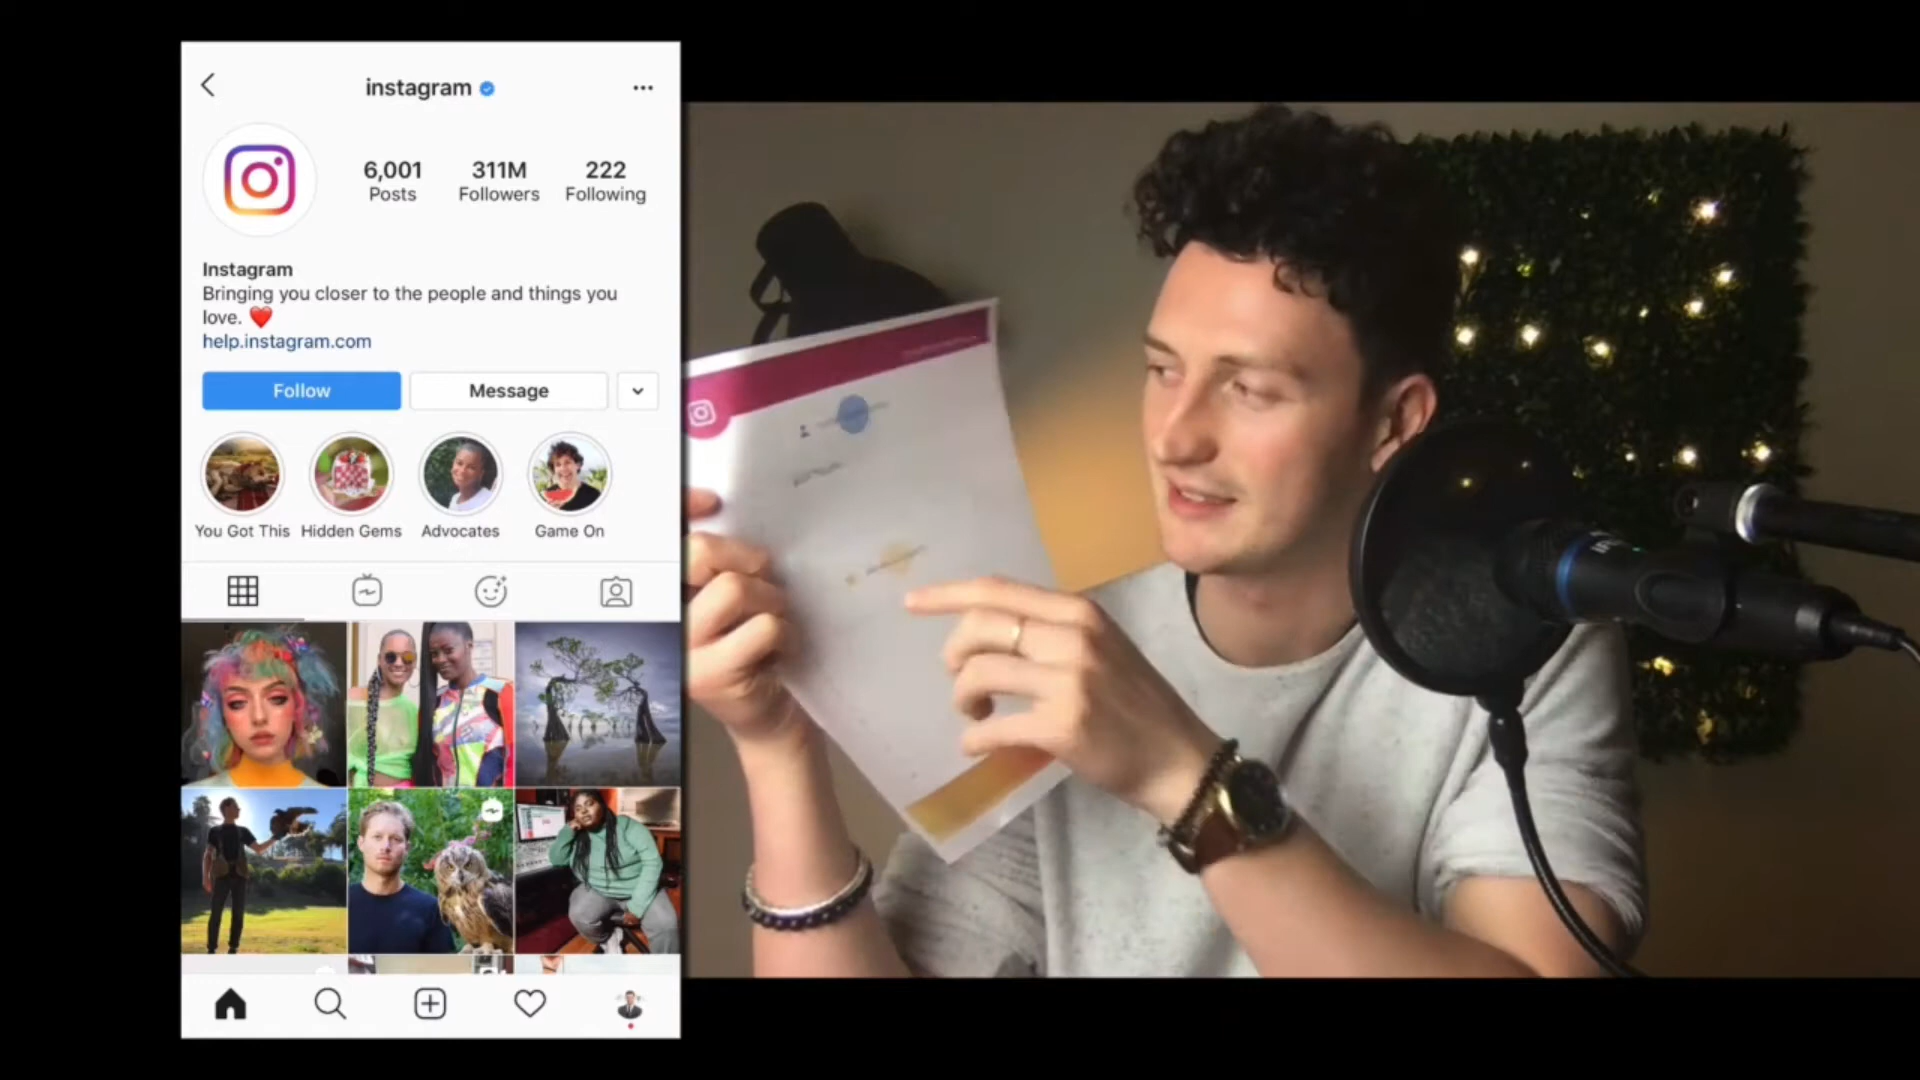 instagram
6,001 311M 222
Posts Followers Following
Instagram
Bringing you closer to the people and things you
love. ❤️
help.instagram.com
Follow Message
You Got This Hidden Gems Advocates Game On